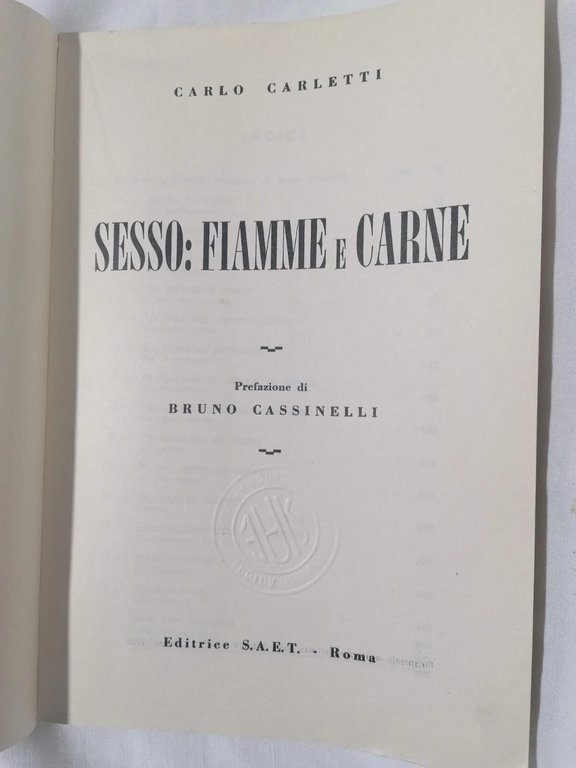 CARLO CARLETTI
SESSO: FIAMME E CARNE
Prefazione di
BRUNO CASSINELLI
Editrice S.A.E.T. - Roma